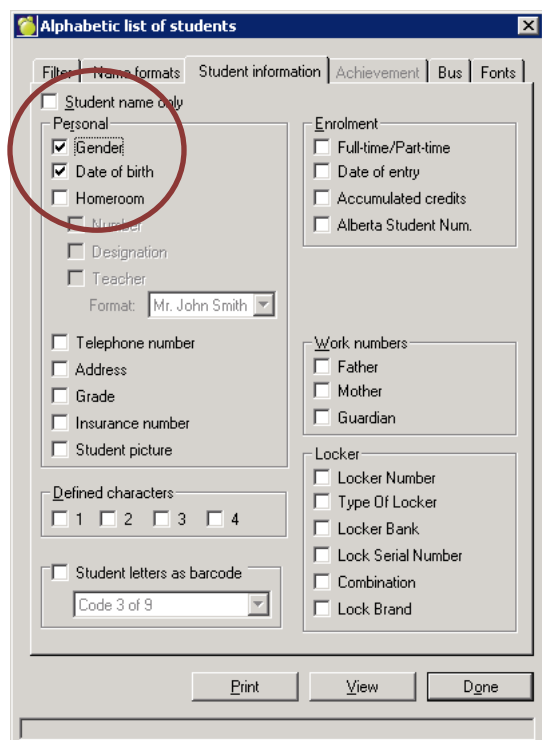 Alphabetic list of students
Filter Name formats Student information Achievement Bus Fonts
Student name only
Personal
Gender
Date of birth
Homeroom
Number
Designation
Teacher
Format: Mr. John Smith
Telephone number
Address
Grade
Insurance number
Student picture
Defined characters
1 2 3 4
Student letters as barcode
Code 3 of 9
Enrolment
Full-time/Part-time
Date of entry
Accumulated credits
Alberta Student Num.
Work numbers
Father
Mother
Guardian
Locker
Locker Number
Type Of Locker
Locker Bank
Lock Serial Number
Combination
Lock Brand
Print View Done